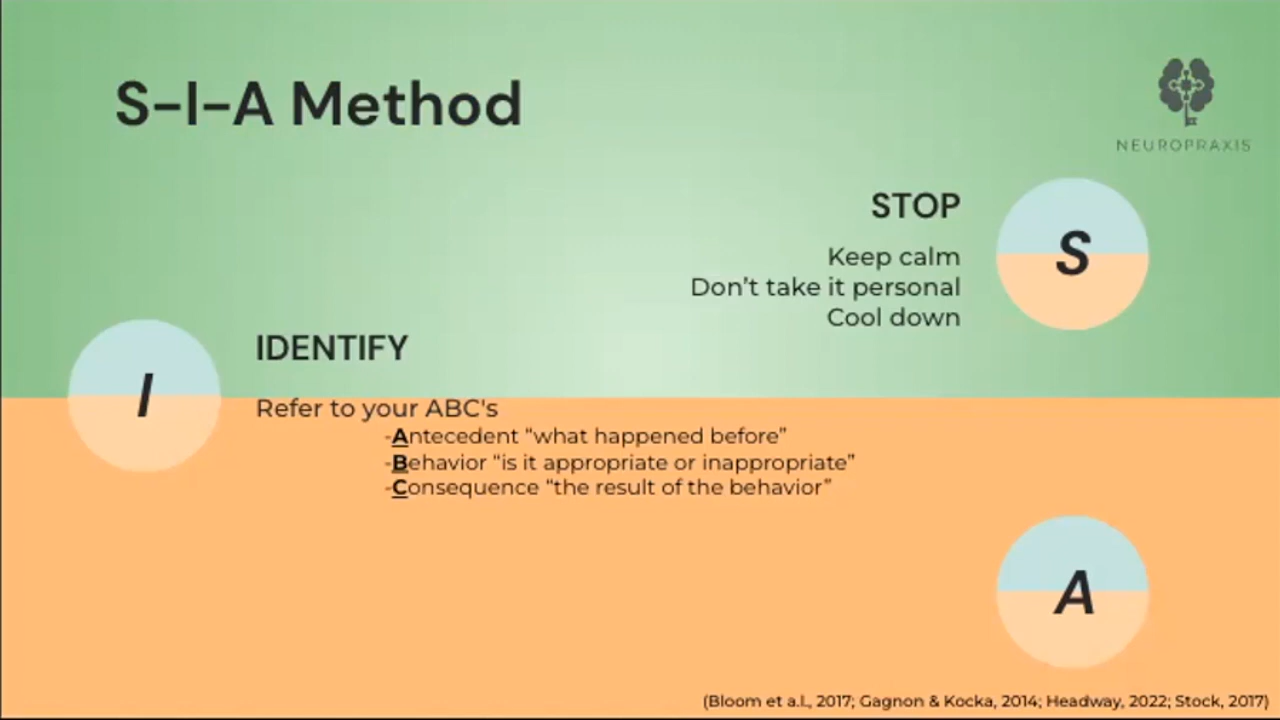 S-I-A Method
NEUROPRAXIS
STOP
S
Keep calm
Don't take it personal
Cool down
I
IDENTIFY
Refer to your ABC's
-Antecedent “what happened before”
-Behavior “is it appropriate or inappropriate”
-Consequence “the result of the behavior”
A
(Bloom et a.l., 2017; Gagnon & Kocka, 2014; Headway, 2022; Stock, 2017)